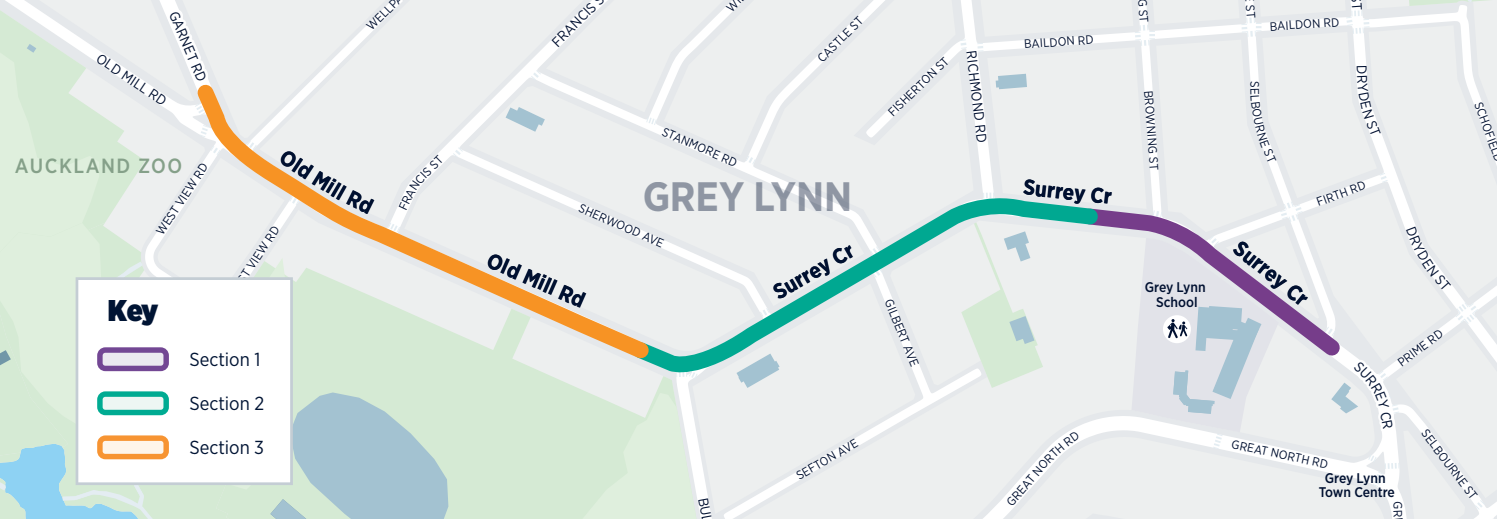 GARNET RD
OLD MILL RD
FRANCIS S
CASTLE ST
FISHERTON ST
RICHMOND RD
BAILDON RD
BAILDON RD
DRYDEN ST
SELBOURNE ST
BROWNING ST
AUCKLAND ZOO
WEST VIEW RD
Old Mill Rd
FRANCIS ST
STANMORE RD
GREY LYNN
SHERWOOD AVE
Surrey Cr
FIRTH RD
DRYDEN ST
Old Mill Rd
Surrey Cr
Surrey Cr
Grey Lynn
School
GILBERT AVE
PRIME RD
SURREY CR
SELBOURNE ST
SEFTON AVE
GREAT NORTH RD
GREAT NORTH RD
Grey Lynn
Town Centre
Key
Section 1
Section 2
Section 3